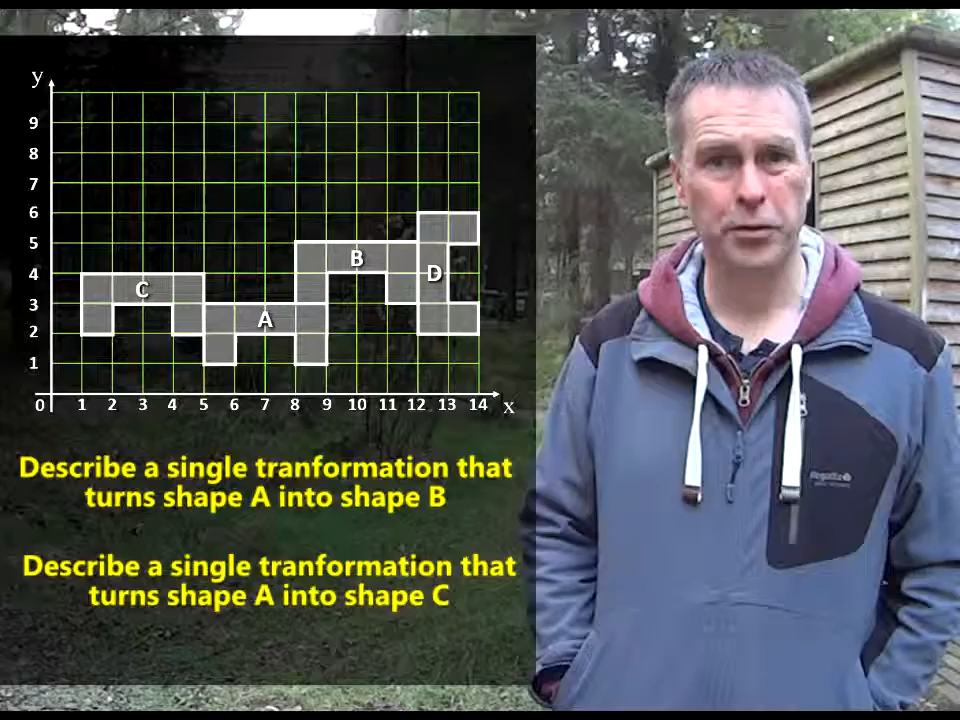 y
9
8
7
6
5
4
3
2
1
B
D
C
A
0 1 2 3 4 5 6 7 8 9 10 11 12 13 14 x
Describe a single tranformation that
turns shape A into shape B
Describe a single tranformation that
turns shape A into shape C
Regatta